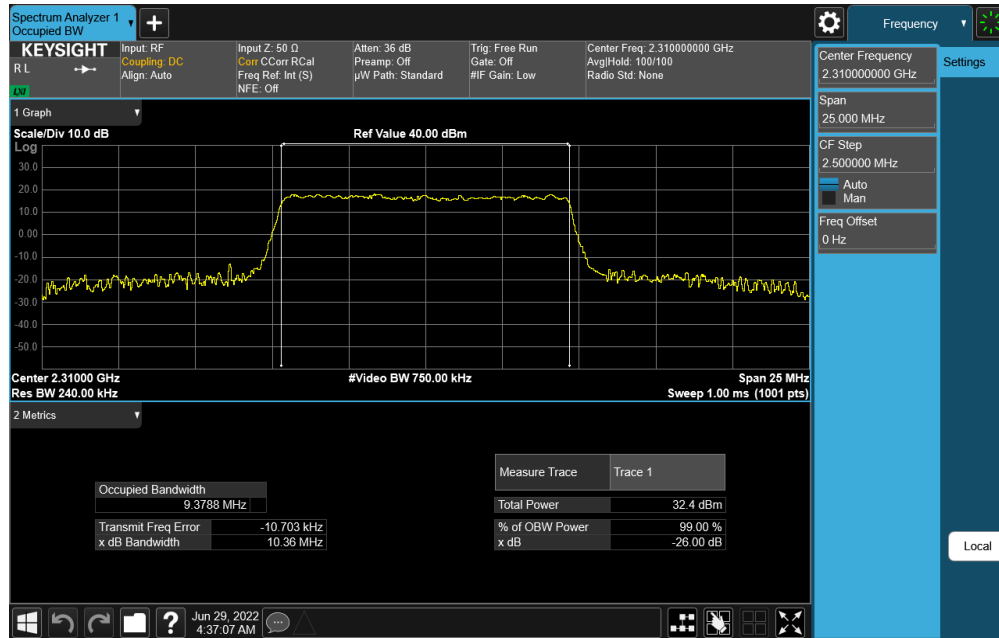 Spectrum Analyzer 1
Occupied BW
Frequency
KEYSIGHT
R L
LXI
Input: RF
Coupling: DC
Align: Auto
Input Z: 50 Ω
Corr CCorr RCal
Freq Ref: Int (S)
NFE: Off
Atten: 36 dB
Preamp: Off
µW Path: Standard
Trig: Free Run
Gate: Off
#IF Gain: Low
Center Freq: 2.310000000 GHz
Avg|Hold: 100/100
Radio Std: None
Center Frequency
2.310000000 GHz
Settings
Span
25.000 MHz
CF Step
2.500000 MHz
Auto
Man
Freq Offset
0 Hz
Local
1 Graph
Scale/Div 10.0 dB
Ref Value 40.00 dBm
Log
30.0
20.0
10.0
0.00
-10.0
-20.0
-30.0
-40.0
-50.0
Center 2.31000 GHz
#Video BW 750.00 kHz
Span 25 MHz
Res BW 240.00 kHz
Sweep 1.00 ms (1001 pts)
2 Metrics
Occupied Bandwidth
9.3788 MHz
Transmit Freq Error -10.703 kHz
x dB Bandwidth 10.36 MHz
Measure Trace Trace 1
Total Power 32.4 dBm
% of OBW Power 99.00 %
x dB -26.00 dB
Jun 29, 2022
4:37:07 AM